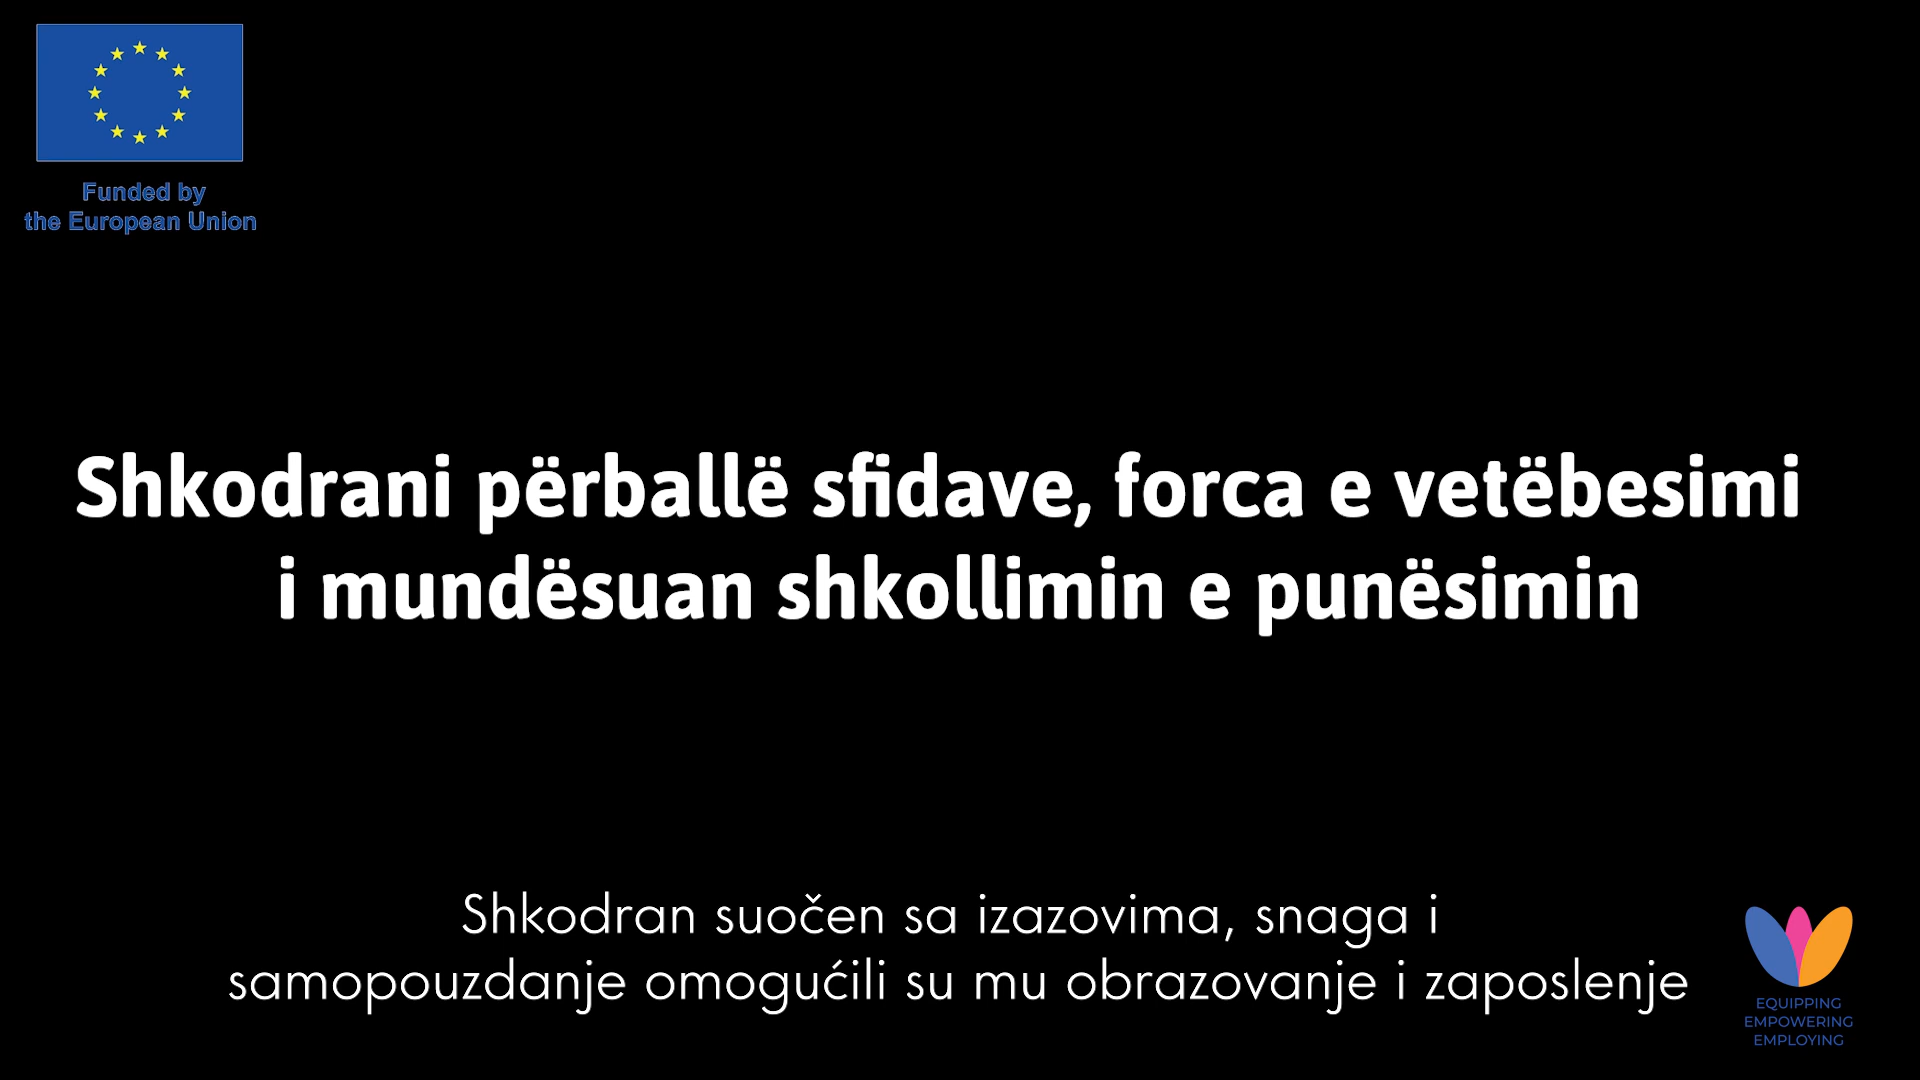 Funded by
the European Union
Shkodrani përballë sfidave, forca e vetëbesimi
i mundësuan shkollimin e punësimin
Shkodran suočen sa izazovima, snaga i
samopouzdanje omogućili su mu obrazovanje i zaposlenje
EQUIPPING
EMPOWERING
EMPLOYING